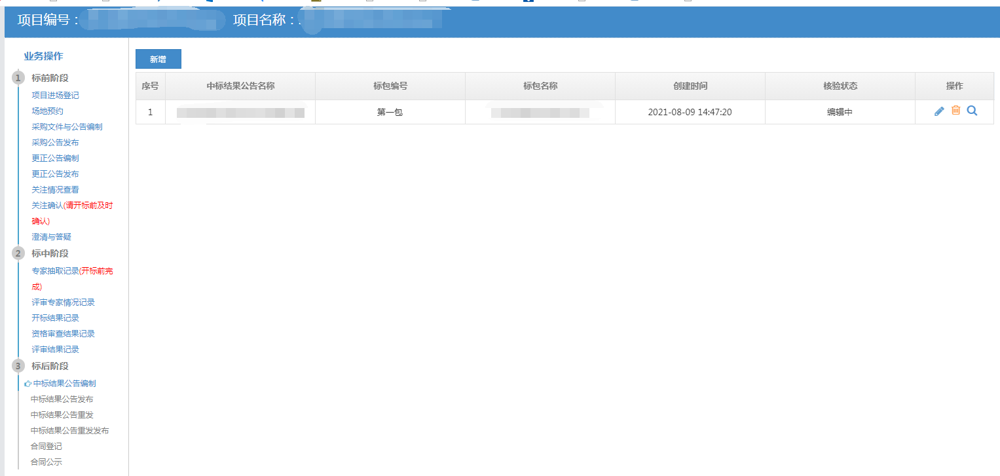 项目编号： 项目名称：.
业务操作
1 标前阶段
项目进场登记
场地预约
采购文件与公告编制
采购公告发布
更正公告编制
更正公告发布
关注情况查看
关注确认(请开标前及时
确认)
澄清与答疑
2 标中阶段
专家抽取记录(开标前完
成)
评审专家情况记录
开标结果记录
资格审查结果记录
评审结果记录
3 标后阶段
中标结果公告编制
中标结果公告发布
中标结果公告重发
中标结果公告重发发布
合同登记
合同公示
新增
序号 中标结果公告名称 标包编号 标包名称 创建时间 核验状态 操作
1 第一包 2021-08-09 14:47:20 编辑中